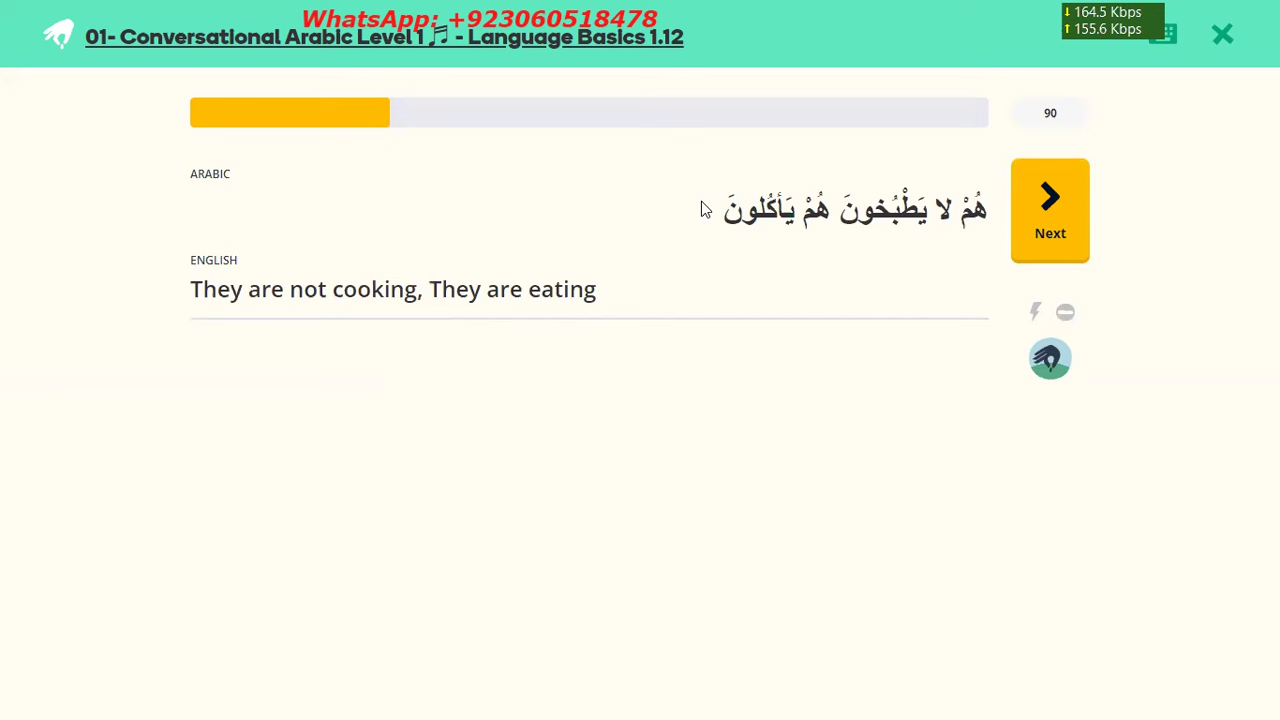 WhatsApp: +923060518478
01- Conversational Arabic Level 1🎵 - Language Basics 1.12
↓ 164.5 Kbps
↑ 155.6 Kbps
90
ARABIC
هُمْ لا يَطْبُخونَ هُمْ يَأكُلونَ
Next
ENGLISH
They are not cooking, They are eating